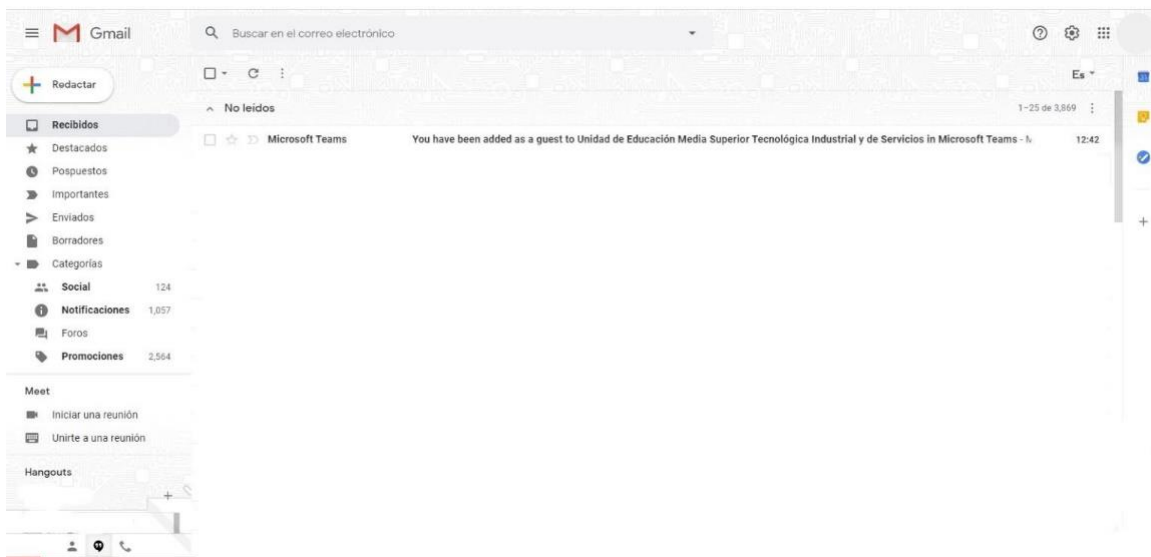 Gmail
Buscar en el correo electrónico
Redactar
Es
No leídos
1–25 de 3,869
Recibidos
Microsoft Teams You have been added as a guest to Unidad de Educación Media Superior Tecnológica Industrial y de Servicios in Microsoft Teams - 12:42
Destacados
Pospuestos
Importantes
Enviados
Borradores
Categorías
Social 124
Notificaciones 1,057
Foros
Promociones 2,564
Meet
Iniciar una reunión
Unirte a una reunión
Hangouts